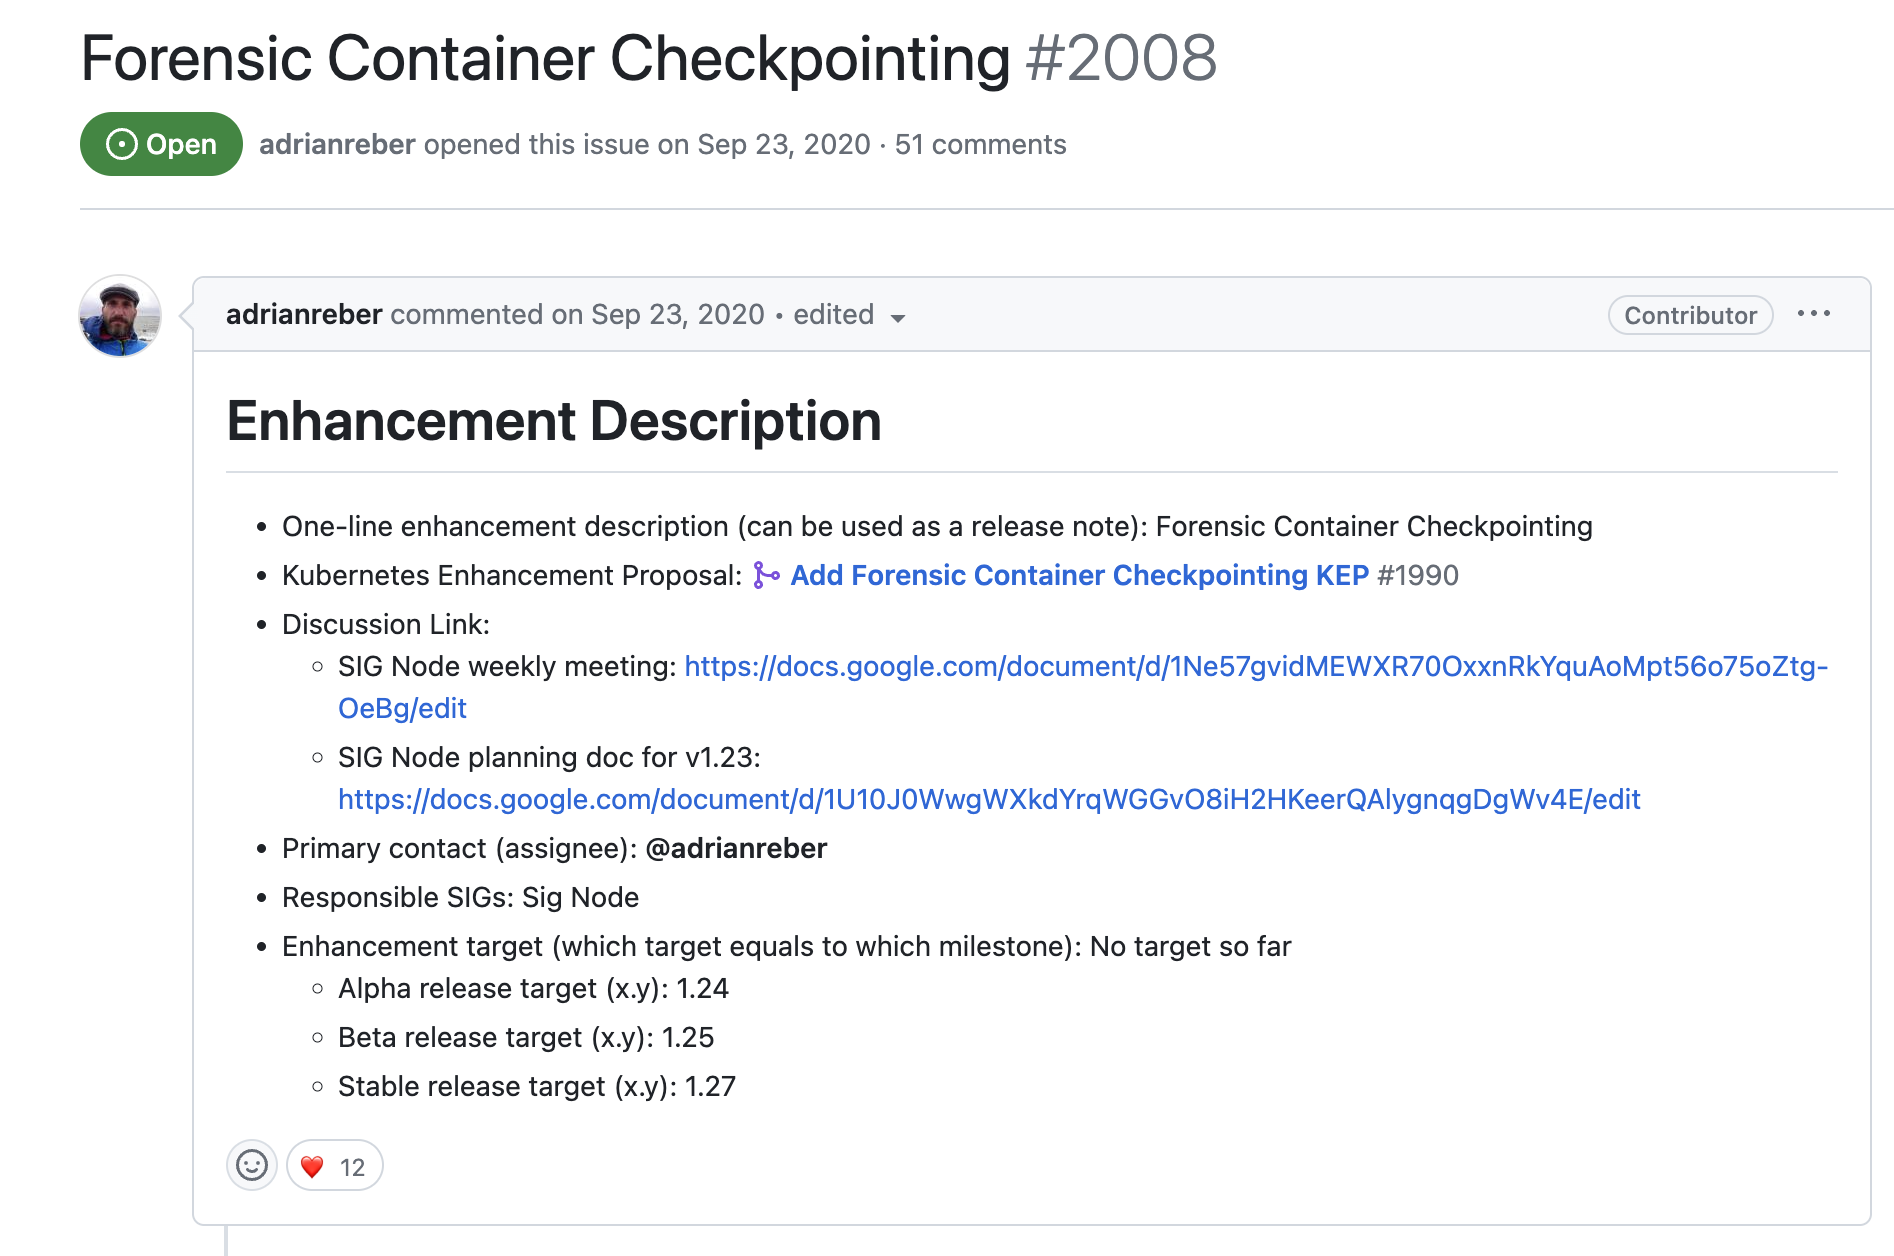 Forensic Container Checkpointing #2008
Open adrianreber opened this issue on Sep 23, 2020 · 51 comments
adrianreber commented on Sep 23, 2020 • edited
Contributor
Enhancement Description
• One-line enhancement description (can be used as a release note): Forensic Container Checkpointing
• Kubernetes Enhancement Proposal: Add Forensic Container Checkpointing KEP #1990
• Discussion Link:
◦ SIG Node weekly meeting: https://docs.google.com/document/d/1Ne57gvidMEWXR70OxxnRkYquAoMpt56o75oZtg-
OeBg/edit
◦ SIG Node planning doc for v1.23:
https://docs.google.com/document/d/1U10J0WwgWXkdYrqWGGvO8iH2HKeerQAlygnqgDgWv4E/edit
• Primary contact (assignee): @adrianreber
• Responsible SIGs: Sig Node
• Enhancement target (which target equals to which milestone): No target so far
◦ Alpha release target (x.y): 1.24
◦ Beta release target (x.y): 1.25
◦ Stable release target (x.y): 1.27
12